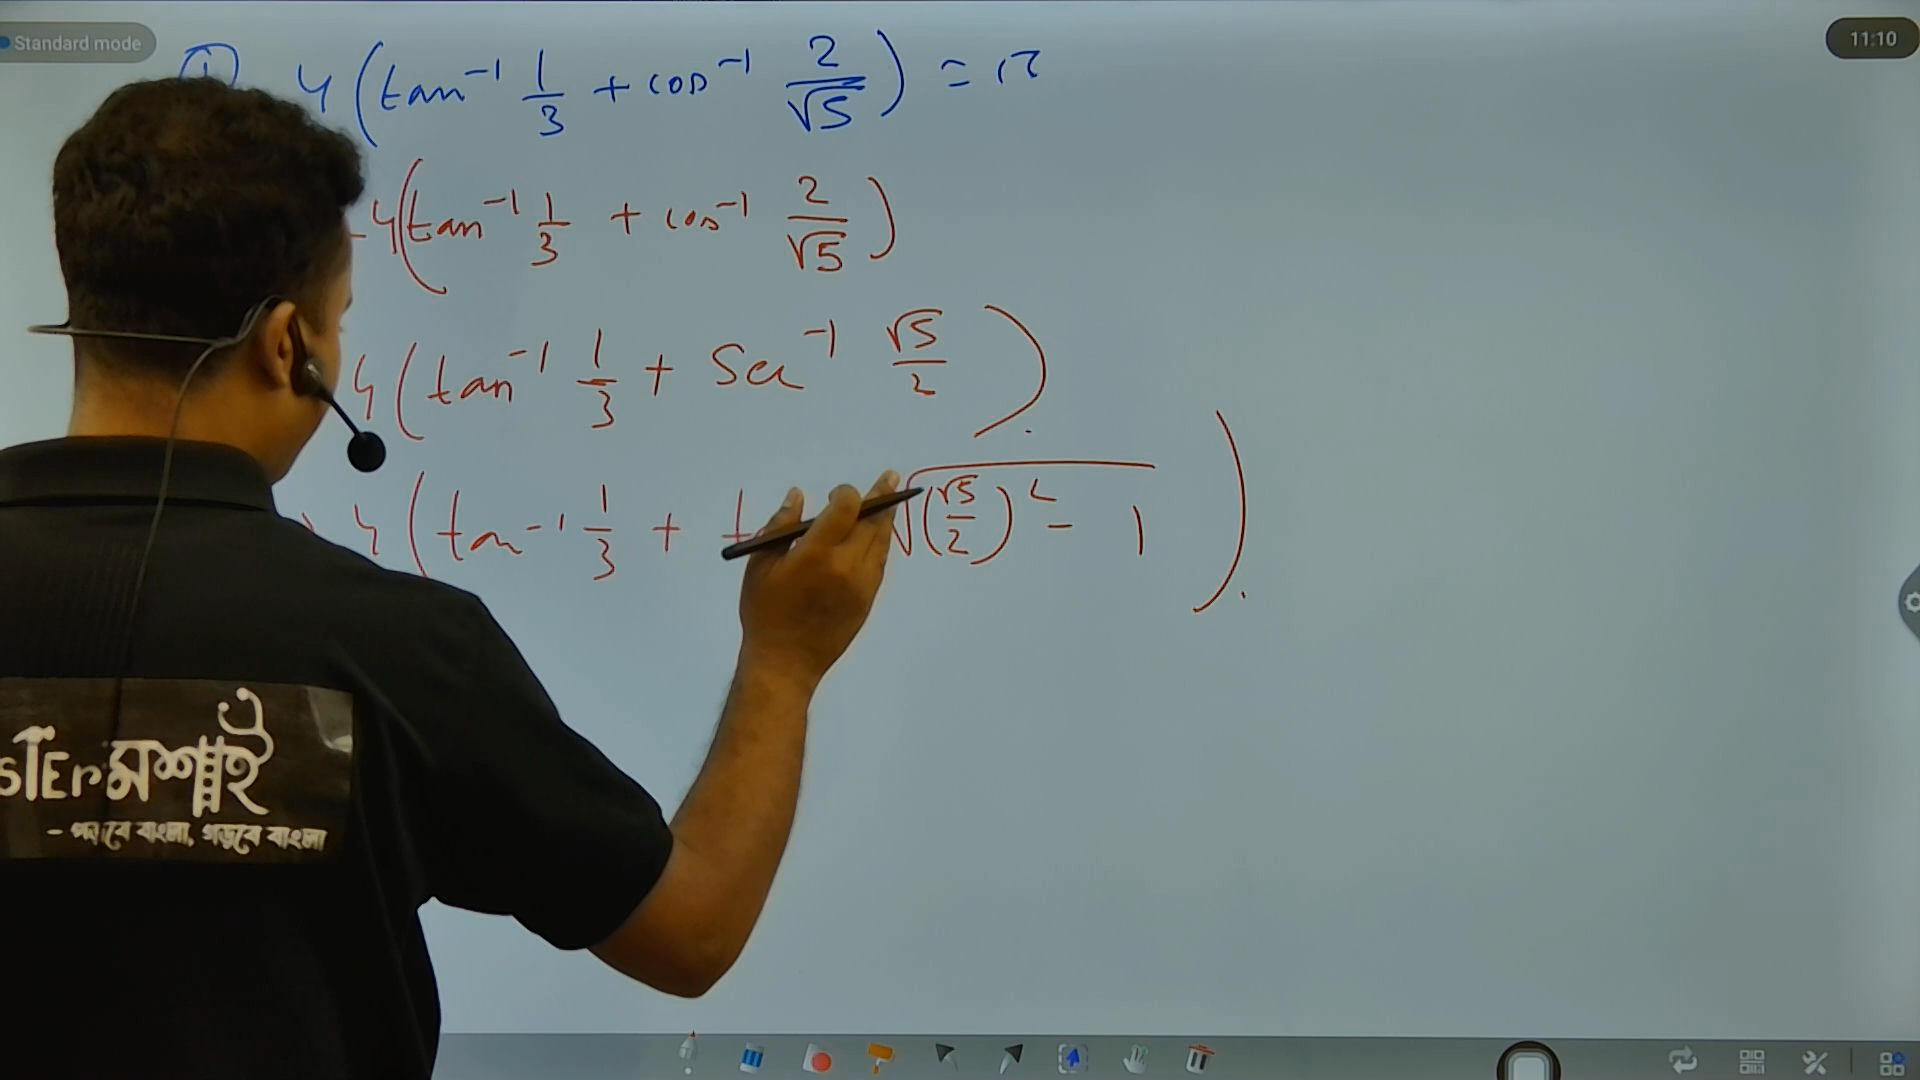 Standard mode
11:10
① 4 (tan⁻¹ 1/3 + cos⁻¹ 2/√5) = π
4(tan⁻¹ 1/3 + cos⁻¹ 2/√5)
4 (tan⁻¹ 1/3 + Sec⁻¹ √5/2)
4 (tan⁻¹ 1/3 + √((√5/2)² - 1))
মশাই
বাংলা, গড়বে বাংলা